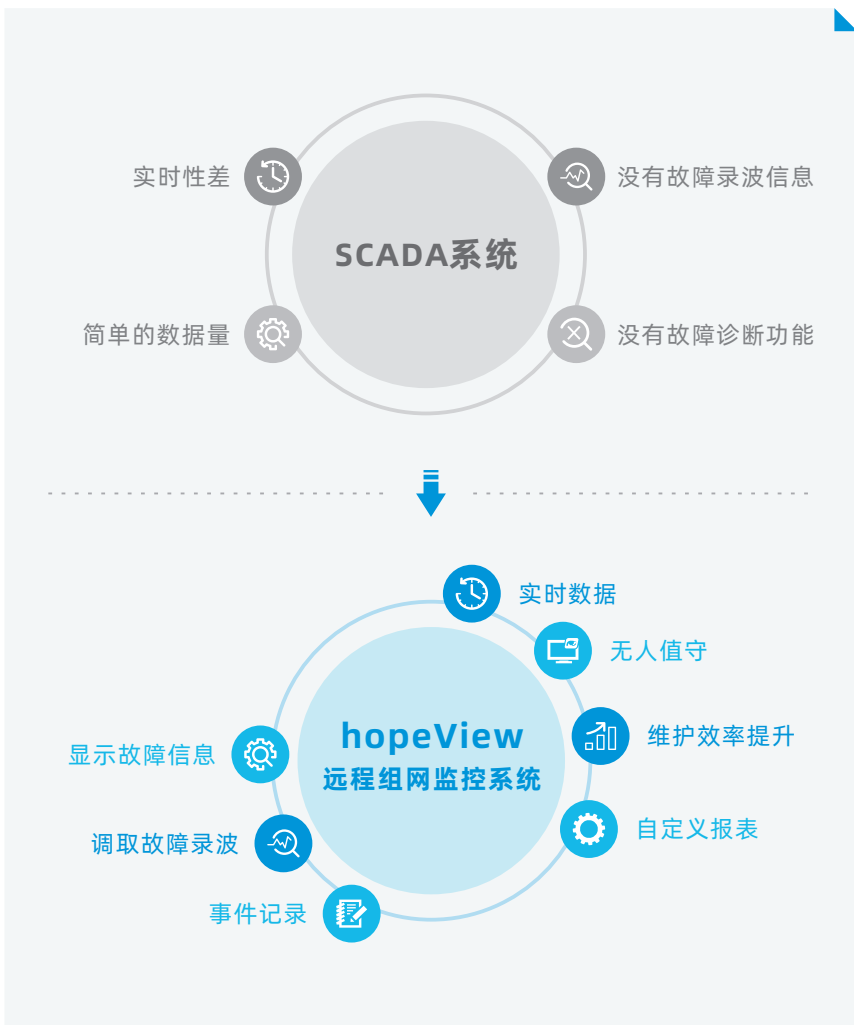 实时性差
没有故障录波信息
SCADA系统
简单的数据量
没有故障诊断功能
实时数据
无人值守
hopeView
远程组网监控系统
维护效率提升
显示故障信息
自定义报表
调取故障录波
事件记录